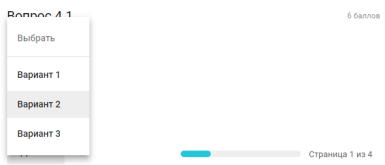 Вопрос 4.1
6 баллов
Выбрать
Вариант 1
Вариант 2
Вариант 3
Страница 1 из 4